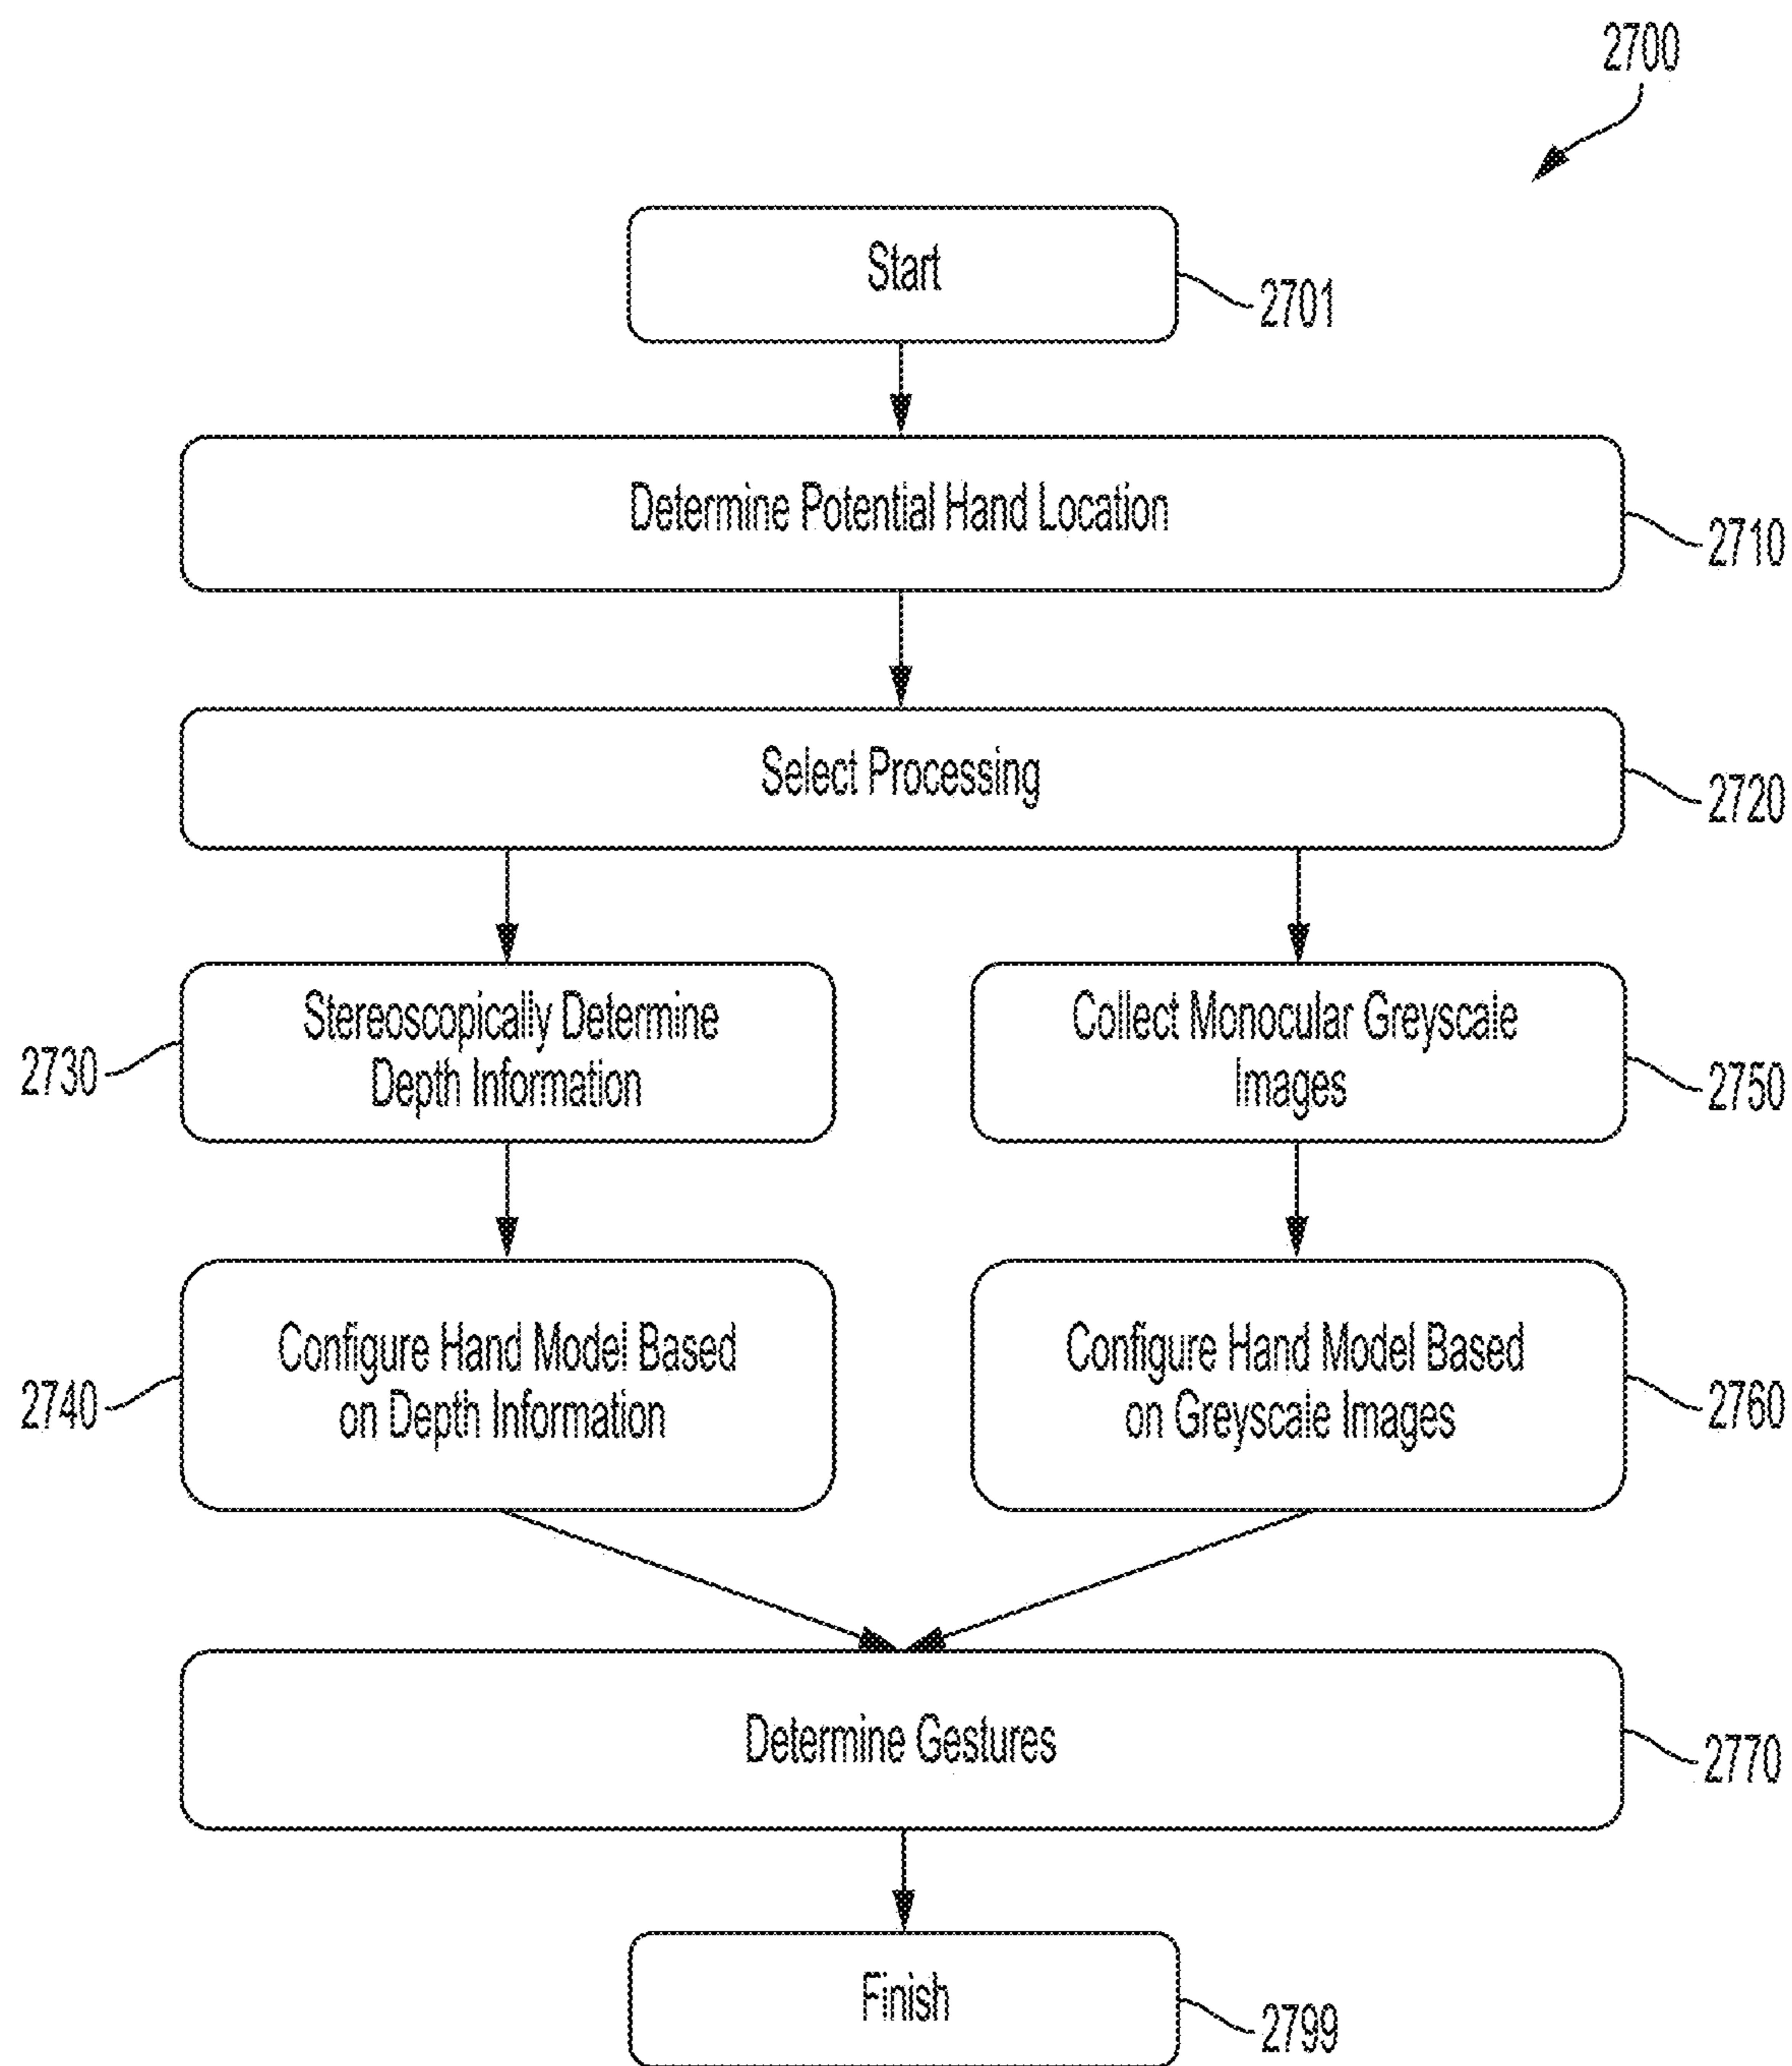 2700
Start
2701
Determine Potential Hand Location
2710
Select Processing
2720
Stereoscopically Determine
Depth Information
2730
Collect Monocular Greyscale
Images
2750
Configure Hand Model Based
on Depth Information
2740
Configure Hand Model Based
on Greyscale Images
2760
Determine Gestures
2770
Finish
2799